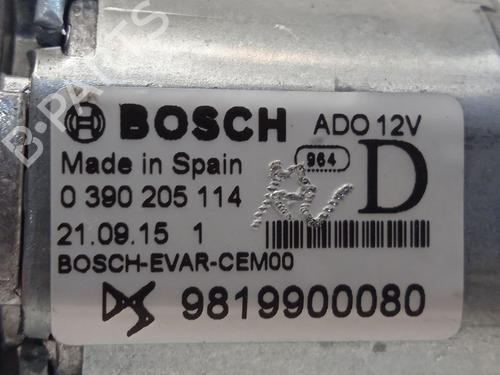 BOSCH ADO 12V
Made in Spain 964 D
0 390 205 114
21.09.15 1
BOSCH-EVAR-CEM00
9819900080
B-PARTS